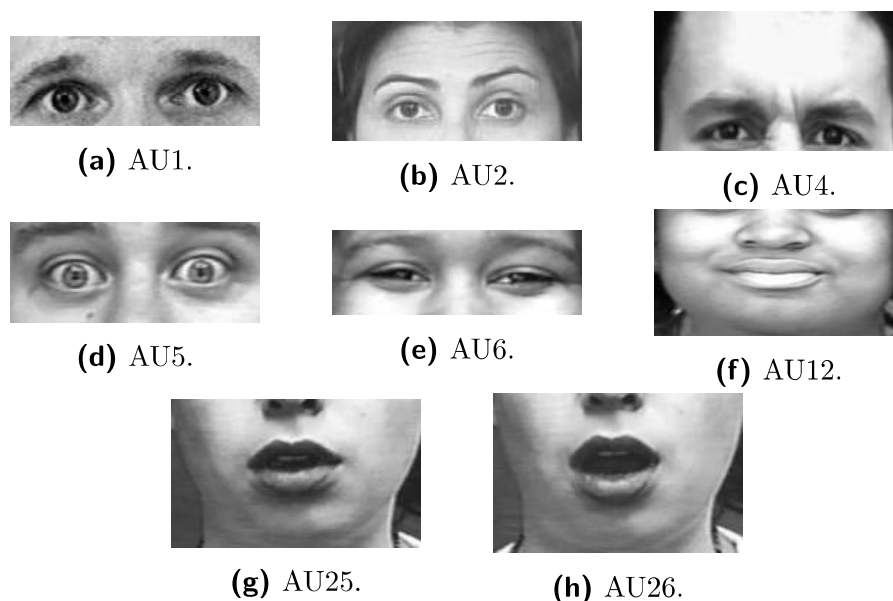 (a) AU1.
(b) AU2.
(c) AU4.
(d) AU5.
(e) AU6.
(f) AU12.
(g) AU25.
(h) AU26.